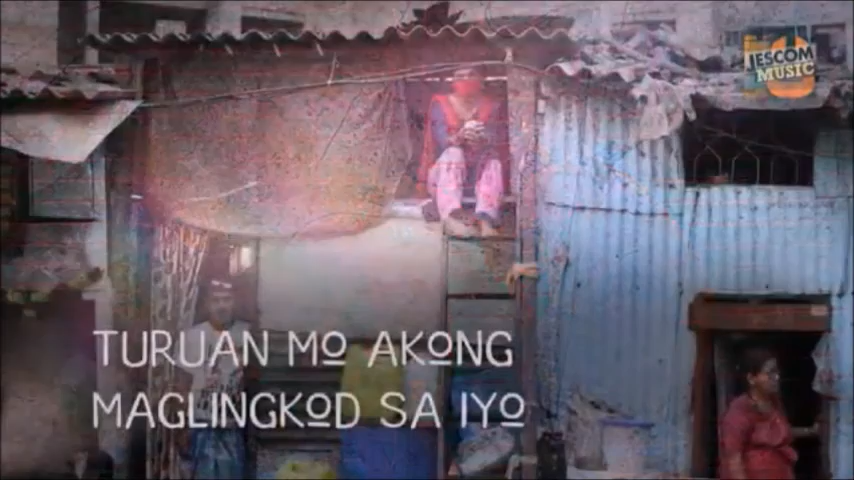 JESCOM
MUSIC
TURUAN MO AKONG
MAGLINGKOD SA IYO